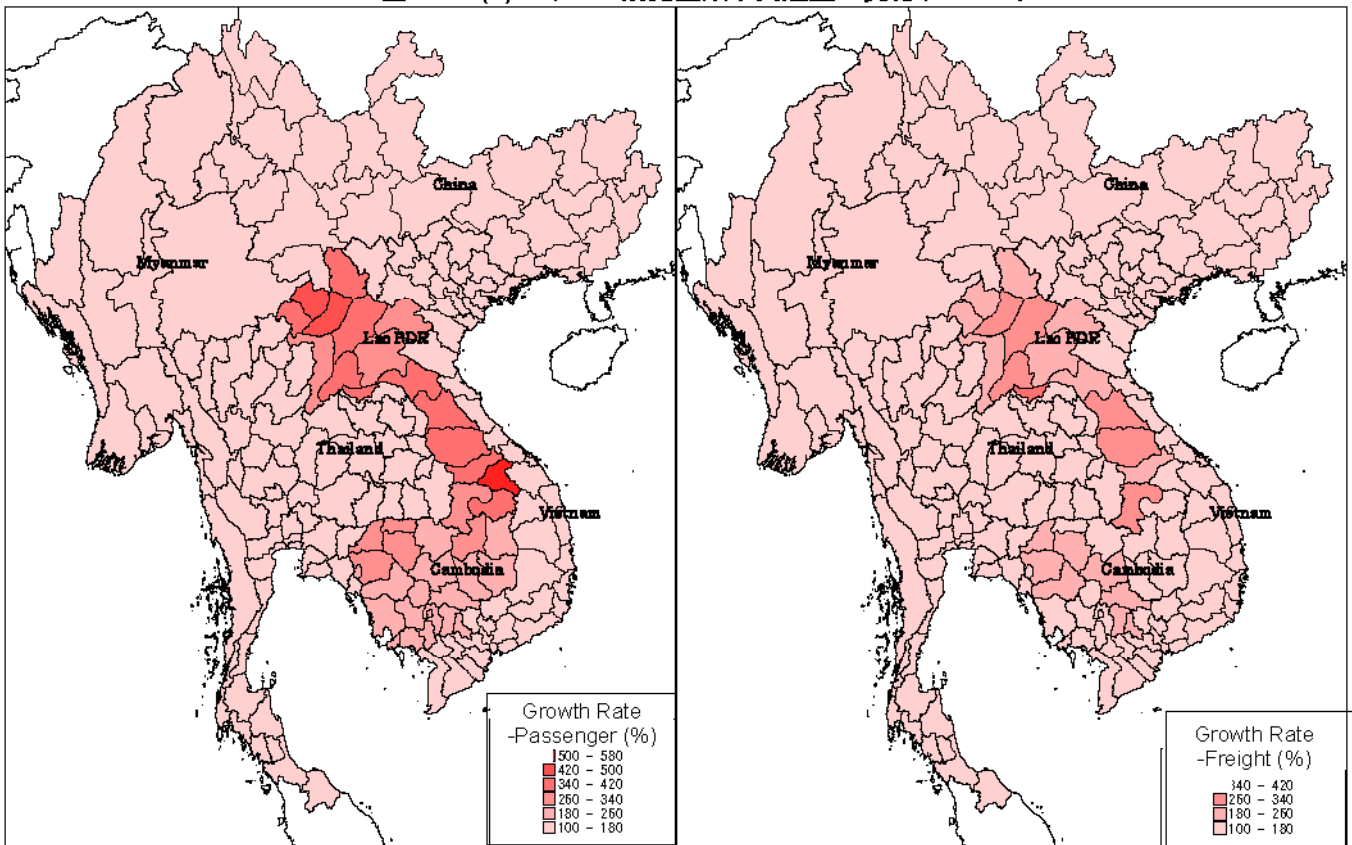 China
Myanmar
Lao PDR
Thailand
Vietnam
Cambodia
Growth Rate
-Passenger (%)
500 - 580
420 - 500
340 - 420
260 - 340
180 - 260
100 - 180
China
Myanmar
Lao PDR
Thailand
Vietnam
Cambodia
Growth Rate
-Freight (%)
340 - 420
260 - 340
180 - 260
100 - 180